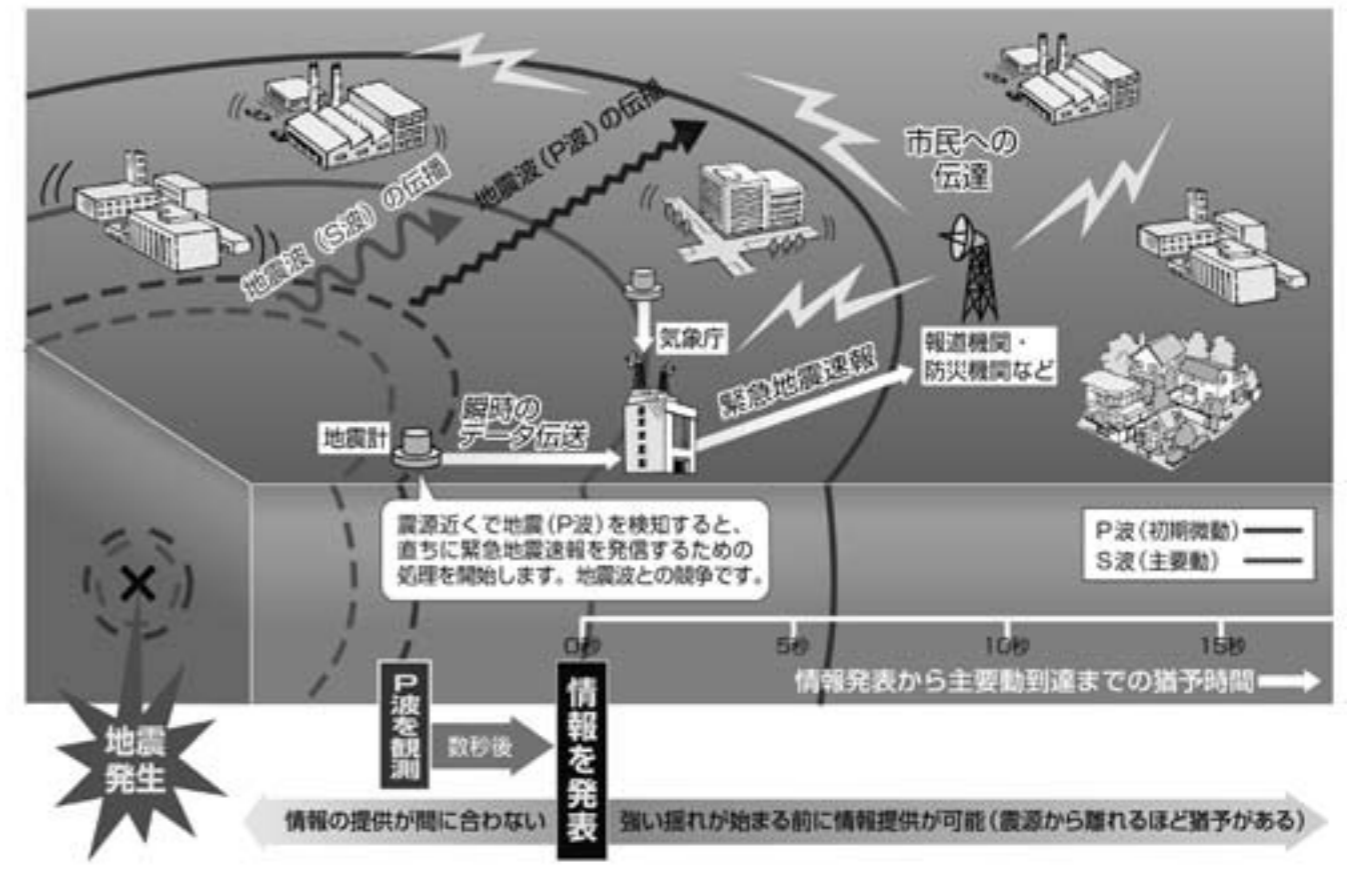 地震波(P波)の伝播
地震波(S波)の伝播
市民への
伝達
気象庁
報道機関・
防災機関など
緊急地震速報
瞬時の
データ伝送
地震計
震源近くで地震(P波)を検知すると、
直ちに緊急地震速報を発信するための
処理を開始します。地震波との競争です。
P波(初期微動)
S波(主要動)
0秒
5秒
10秒
15秒
情報発表から主要動到達までの猶予時間
地震
発生
P波を観測
数秒後
情報を発表
情報の提供が間に合わない
強い揺れが始まる前に情報提供が可能(震源から離れるほど猶予がある)